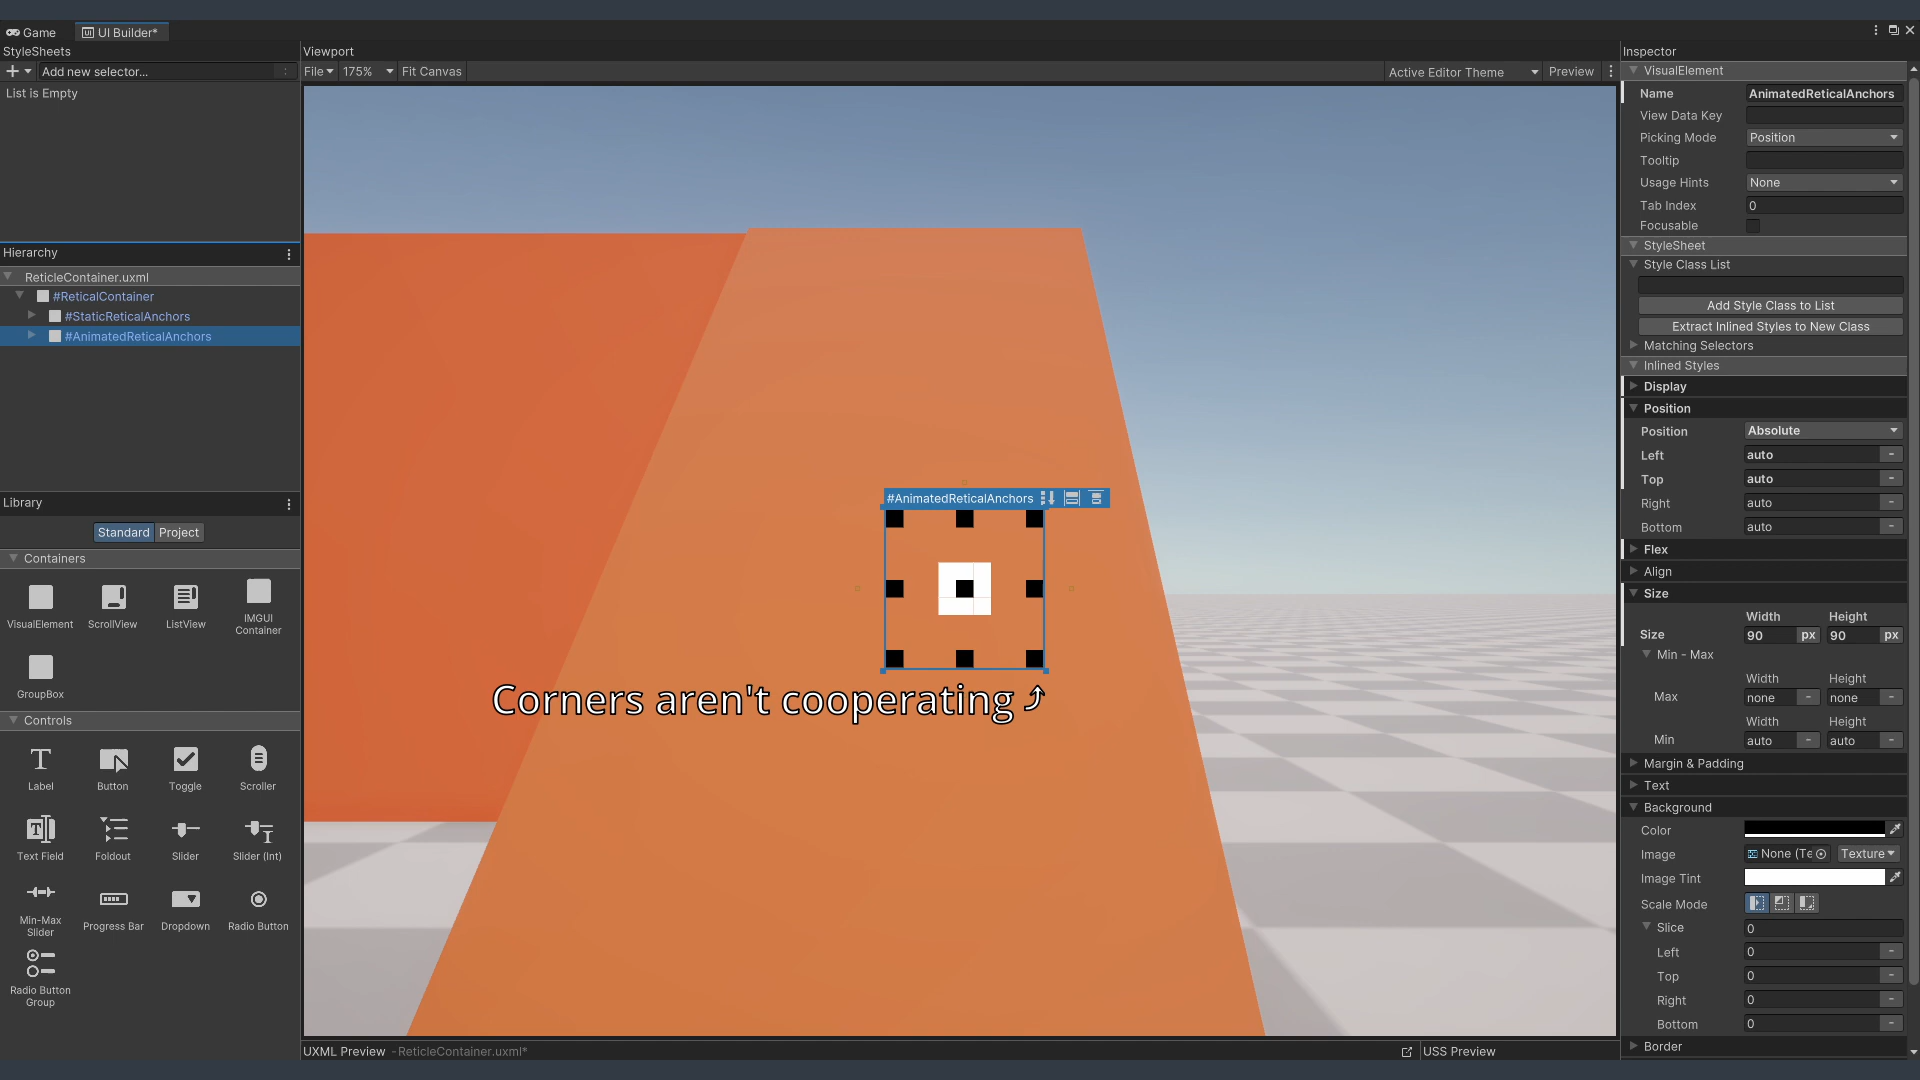 Game
UI Builder*
StyleSheets
Add new selector...
List is Empty
Hierarchy
ReticleContainer.uxml
#ReticalContainer
#StaticReticalAnchors
#AnimatedReticalAnchors
Library
Standard Project
Containers
VisualElement ScrollView ListView IMGUI Container
GroupBox
Controls
Label Button Toggle Scroller
Text Field Foldout Slider Slider (Int)
Min-Max Slider Progress Bar Dropdown Radio Button
Radio Button Group
Viewport
File 175% Fit Canvas
Active Editor Theme Preview
#AnimatedReticalAnchors
Corners aren't cooperating ⤴
UXML Preview - ReticleContainer.uxml*
USS Preview
Inspector
VisualElement
Name AnimatedReticalAnchors
View Data Key
Picking Mode Position
Tooltip
Usage Hints None
Tab Index 0
Focusable
StyleSheet
Style Class List
Add Style Class to List
Extract Inlined Styles to New Class
Matching Selectors
Inlined Styles
Display
Position
Position Absolute
Left auto -
Top auto -
Right auto -
Bottom auto -
Flex
Align
Size
Width Height
Size 90 px 90 px
Min - Max
Width Height
Max none - none -
Width Height
Min auto - auto -
Margin & Padding
Text
Background
Color
Image None (Te Texture
Image Tint
Scale Mode
Slice 0
Left 0 -
Top 0 -
Right 0 -
Bottom 0 -
Border